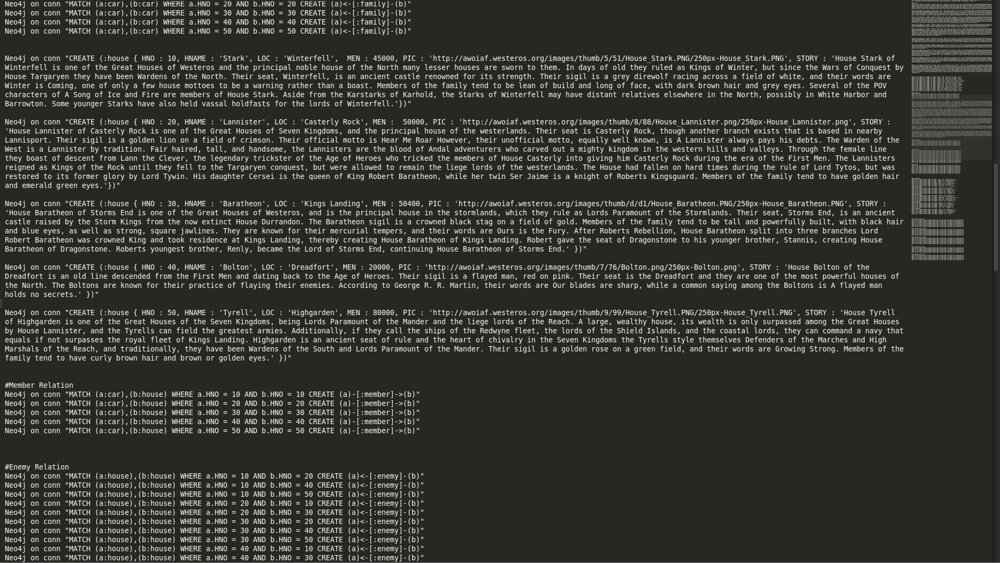 Neo4j on conn "MATCH (a:car),(b:car) WHERE a.HNO = 20 AND b.HNO = 20 CREATE (a)<-[:family]-(b)"
Neo4j on conn "MATCH (a:car),(b:car) WHERE a.HNO = 30 AND b.HNO = 30 CREATE (a)<-[:family]-(b)"
Neo4j on conn "MATCH (a:car),(b:car) WHERE a.HNO = 40 AND b.HNO = 40 CREATE (a)<-[:family]-(b)"
Neo4j on conn "MATCH (a:car),(b:car) WHERE a.HNO = 50 AND b.HNO = 50 CREATE (a)<-[:family]-(b)"
Neo4j on conn "CREATE (:house { HNO : 10, HNAME : 'Stark', LOC : 'Winterfell',  MEN : 45000, PIC : 'http://awoiaf.westeros.org/images/thumb/5/51/House_Stark.PNG/250px-House_Stark.PNG', STORY : 'House Stark of
Winterfell is one of the Great Houses of Westeros and the principal noble house of the North many lesser houses are sworn to them. In days of old they ruled as Kings of Winter, but since the Wars of Conquest by
House Targaryen they have been Wardens of the North. Their seat, Winterfell, is an ancient castle renowned for its strength. Their sigil is a grey direwolf racing across a field of white, and their words are
Winter is Coming, one of only a few house mottoes to be a warning rather than a boast. Members of the family tend to be lean of build and long of face, with dark brown hair and grey eyes. Several of the POV
characters of A Song of Ice and Fire are members of House Stark. Aside from the Karstarks of Karhold, the Starks of Winterfell may have distant relatives elsewhere in the North, possibly in White Harbor and
Barrowton. Some younger Starks have also held vassal holdfasts for the lords of Winterfell.'})"
Neo4j on conn "CREATE (:house { HNO : 20, HNAME : 'Lannister', LOC : 'Casterly Rock', MEN :  50000, PIC : 'http://awoiaf.westeros.org/images/thumb/8/88/House_Lannister.png/250px-House_Lannister.png', STORY :
'House Lannister of Casterly Rock is one of the Great Houses of Seven Kingdoms, and the principal house of the westerlands. Their seat is Casterly Rock, though another branch exists that is based in nearby
Lannisport. Their sigil is a golden lion on a field of crimson. Their official motto is Hear Me Roar However, their unofficial motto, equally well known, is A Lannister always pays his debts. The Warden of the
West is a Lannister by tradition. Fair haired, tall, and handsome, the Lannisters are the blood of Andal adventurers who carved out a mighty kingdom in the western hills and valleys. Through the female line
they boast of descent from Lann the Clever, the legendary trickster of the Age of Heroes who tricked the members of House Casterly into giving him Casterly Rock during the era of the First Men. The Lannisters
reigned as Kings of the Rock until they fell to the Targaryen conquest, but were allowed to remain the liege lords of the westerlands. The House had fallen on hard times during the rule of Lord Tytos, but was
restored to its former glory by Lord Tywin. His daughter Cersei is the queen of King Robert Baratheon, while her twin Ser Jaime is a knight of Roberts Kingsguard. Members of the family tend to have golden hair
and emerald green eyes.'})"
Neo4j on conn "CREATE (:house { HNO : 30, HNAME : 'Baratheon', LOC : 'Kings Landing', MEN : 50400, PIC : 'http://awoiaf.westeros.org/images/thumb/d/d1/House_Baratheon.PNG/250px-House_Baratheon.PNG', STORY :
'House Baratheon of Storms End is one of the Great Houses of Westeros, and is the principal house in the stormlands, which they rule as Lords Paramount of the Stormlands. Their seat, Storms End, is an ancient
castle raised by the Storm Kings from the now extinct House Durrandon. The Baratheon sigil is a crowned black stag on a field of gold. Members of the family tend to be tall and powerfully built, with black hair
and blue eyes, as well as strong, square jawlines. They are known for their mercurial tempers, and their words are Ours is the Fury. After Roberts Rebellion, House Baratheon split into three branches Lord
Robert Baratheon was crowned King and took residence at Kings Landing, thereby creating House Baratheon of Kings Landing. Robert gave the seat of Dragonstone to his younger brother, Stannis, creating House
Baratheon of Dragonstone. Roberts youngest brother, Renly, became the Lord of Storms End, continuing House Baratheon of Storms End.' })"
Neo4j on conn "CREATE (:house { HNO : 40, HNAME : 'Bolton', LOC : 'Dreadfort', MEN : 20000, PIC : 'http://awoiaf.westeros.org/images/thumb/7/76/Bolton.png/250px-Bolton.png', STORY : 'House Bolton of the
Dreadfort is an old line descended from the First Men and dating back to the Age of Heroes. Their sigil is a flayed man, red on pink. Their seat is the Dreadfort and they are one of the most powerful houses of
the North. The Boltons are known for their practice of flaying their enemies. According to George R. R. Martin, their words are Our blades are sharp, while a common saying among the Boltons is A flayed man
holds no secrets.' })"
Neo4j on conn "CREATE (:house { HNO : 50, HNAME : 'Tyrell', LOC : 'Highgarden', MEN : 80000, PIC : 'http://awoiaf.westeros.org/images/thumb/9/99/House_Tyrell.PNG/250px-House_Tyrell.PNG', STORY : 'House Tyrell
of Highgarden is one of the Great Houses of the Seven Kingdoms, being Lords Paramount of the Mander and the liege lords of the Reach. A large, wealthy house, its wealth is only surpassed among the Great Houses
by House Lannister, and the Tyrells can field the greatest armies. Additionally, if they call the ships of the Redwyne fleet, the lords of the Shield Islands, and the coastal lords, they can command a navy that
equals if not surpasses the royal fleet of Kings Landing. Highgarden is an ancient seat of rule and the heart of chivalry in the Seven Kingdoms the Tyrells style themselves Defenders of the Marches and High
Marshals of the Reach, and traditionally, they have been Wardens of the South and Lords Paramount of the Mander. Their sigil is a golden rose on a green field, and their words are Growing Strong. Members of the
family tend to have curly brown hair and brown or golden eyes.' })"
#Member Relation
Neo4j on conn "MATCH (a:car),(b:house) WHERE a.HNO = 10 AND b.HNO = 10 CREATE (a)-[:member]->(b)"
Neo4j on conn "MATCH (a:car),(b:house) WHERE a.HNO = 20 AND b.HNO = 20 CREATE (a)-[:member]->(b)"
Neo4j on conn "MATCH (a:car),(b:house) WHERE a.HNO = 30 AND b.HNO = 30 CREATE (a)-[:member]->(b)"
Neo4j on conn "MATCH (a:car),(b:house) WHERE a.HNO = 40 AND b.HNO = 40 CREATE (a)-[:member]->(b)"
Neo4j on conn "MATCH (a:car),(b:house) WHERE a.HNO = 50 AND b.HNO = 50 CREATE (a)-[:member]->(b)"
#Enemy Relation
Neo4j on conn "MATCH (a:house),(b:house) WHERE a.HNO = 10 AND b.HNO = 20 CREATE (a)<-[:enemy]-(b)"
Neo4j on conn "MATCH (a:house),(b:house) WHERE a.HNO = 10 AND b.HNO = 40 CREATE (a)<-[:enemy]-(b)"
Neo4j on conn "MATCH (a:house),(b:house) WHERE a.HNO = 10 AND b.HNO = 50 CREATE (a)<-[:enemy]-(b)"
Neo4j on conn "MATCH (a:house),(b:house) WHERE a.HNO = 20 AND b.HNO = 10 CREATE (a)<-[:enemy]-(b)"
Neo4j on conn "MATCH (a:house),(b:house) WHERE a.HNO = 20 AND b.HNO = 30 CREATE (a)<-[:enemy]-(b)"
Neo4j on conn "MATCH (a:house),(b:house) WHERE a.HNO = 30 AND b.HNO = 20 CREATE (a)<-[:enemy]-(b)"
Neo4j on conn "MATCH (a:house),(b:house) WHERE a.HNO = 30 AND b.HNO = 40 CREATE (a)<-[:enemy]-(b)"
Neo4j on conn "MATCH (a:house),(b:house) WHERE a.HNO = 30 AND b.HNO = 50 CREATE (a)<-[:enemy]-(b)"
Neo4j on conn "MATCH (a:house),(b:house) WHERE a.HNO = 40 AND b.HNO = 10 CREATE (a)<-[:enemy]-(b)"
Neo4j on conn "MATCH (a:house),(b:house) WHERE a.HNO = 40 AND b.HNO = 30 CREATE (a)<-[:enemy]-(b)"